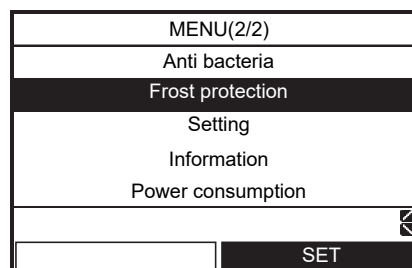 MENU(2/2)
Anti bacteria
Frost protection
Setting
Information
Power consumption
SET